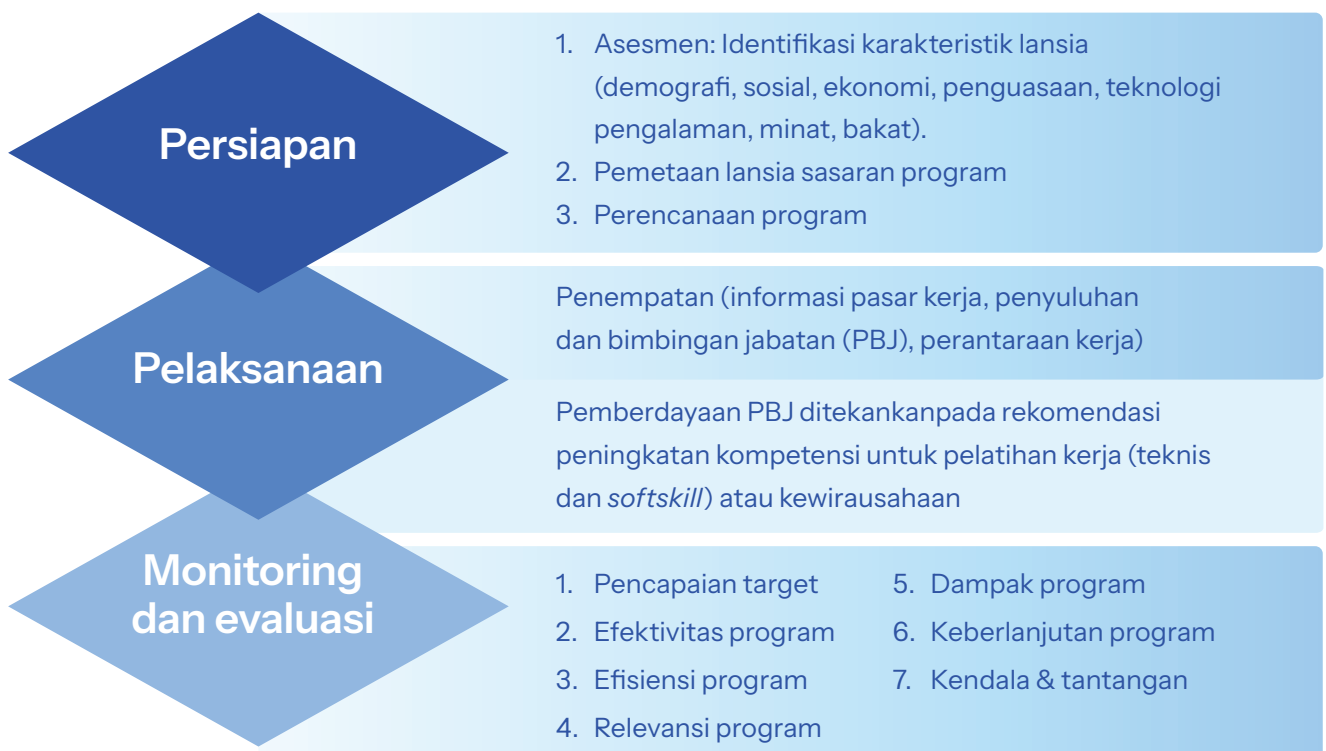 Persiapan
1. Asesmen: Identifikasi karakteristik lansia
(demografi, sosial, ekonomi, penguasaan, teknologi
pengalaman, minat, bakat).
2. Pemetaan lansia sasaran program
3. Perencanaan program
Pelaksanaan
Penempatan (informasi pasar kerja, penyuluhan
dan bimbingan jabatan (PBJ), perantaraan kerja)
Pemberdayaan PBJ ditekankanpada rekomendasi
peningkatan kompetensi untuk pelatihan kerja (teknis
dan softskill) atau kewirausahaan
Monitoring
dan evaluasi
1. Pencapaian target
2. Efektivitas program
3. Efisiensi program
4. Relevansi program
5. Dampak program
6. Keberlanjutan program
7. Kendala & tantangan